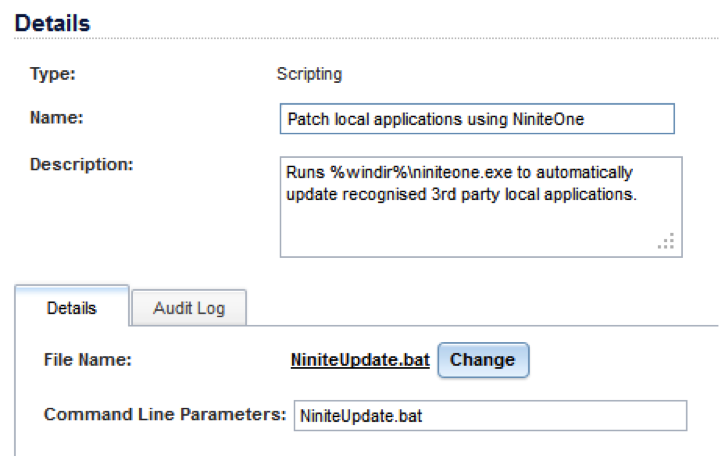 Details
Type: Scripting
Name: Patch local applications using NiniteOne
Description: Runs %windir%\niniteone.exe to automatically
update recognised 3rd party local applications.
Details Audit Log
File Name: NiniteUpdate.bat Change
Command Line Parameters: NiniteUpdate.bat